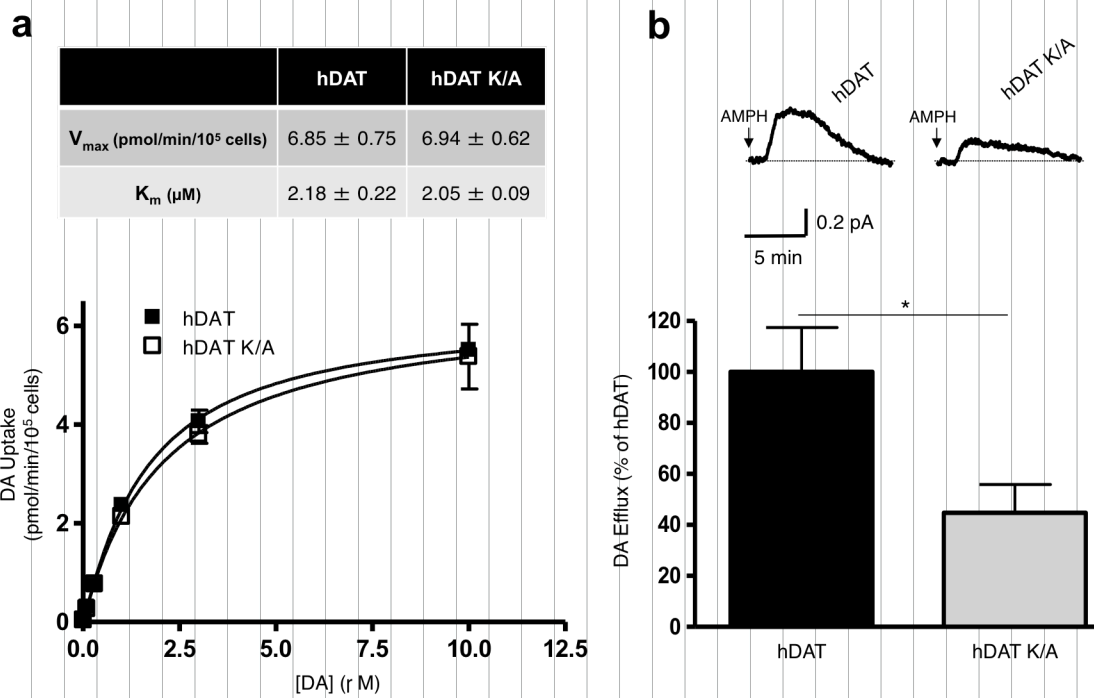 a
hDAT hDAT K/A
Vmax (pmol/min/10⁵ cells) 6.85 ± 0.75 6.94 ± 0.62
Km (µM) 2.18 ± 0.22 2.05 ± 0.09
hDAT
hDAT K/A
6
4
2
0
DA Uptake
(pmol/min/10⁵ cells)
0.0 2.5 5.0 7.5 10.0 12.5
[DA] (r M)
b
hDAT
hDAT K/A
AMPH
AMPH
0.2 pA
5 min
*
120
100
80
60
40
20
0
DA Efflux (% of hDAT)
hDAT hDAT K/A